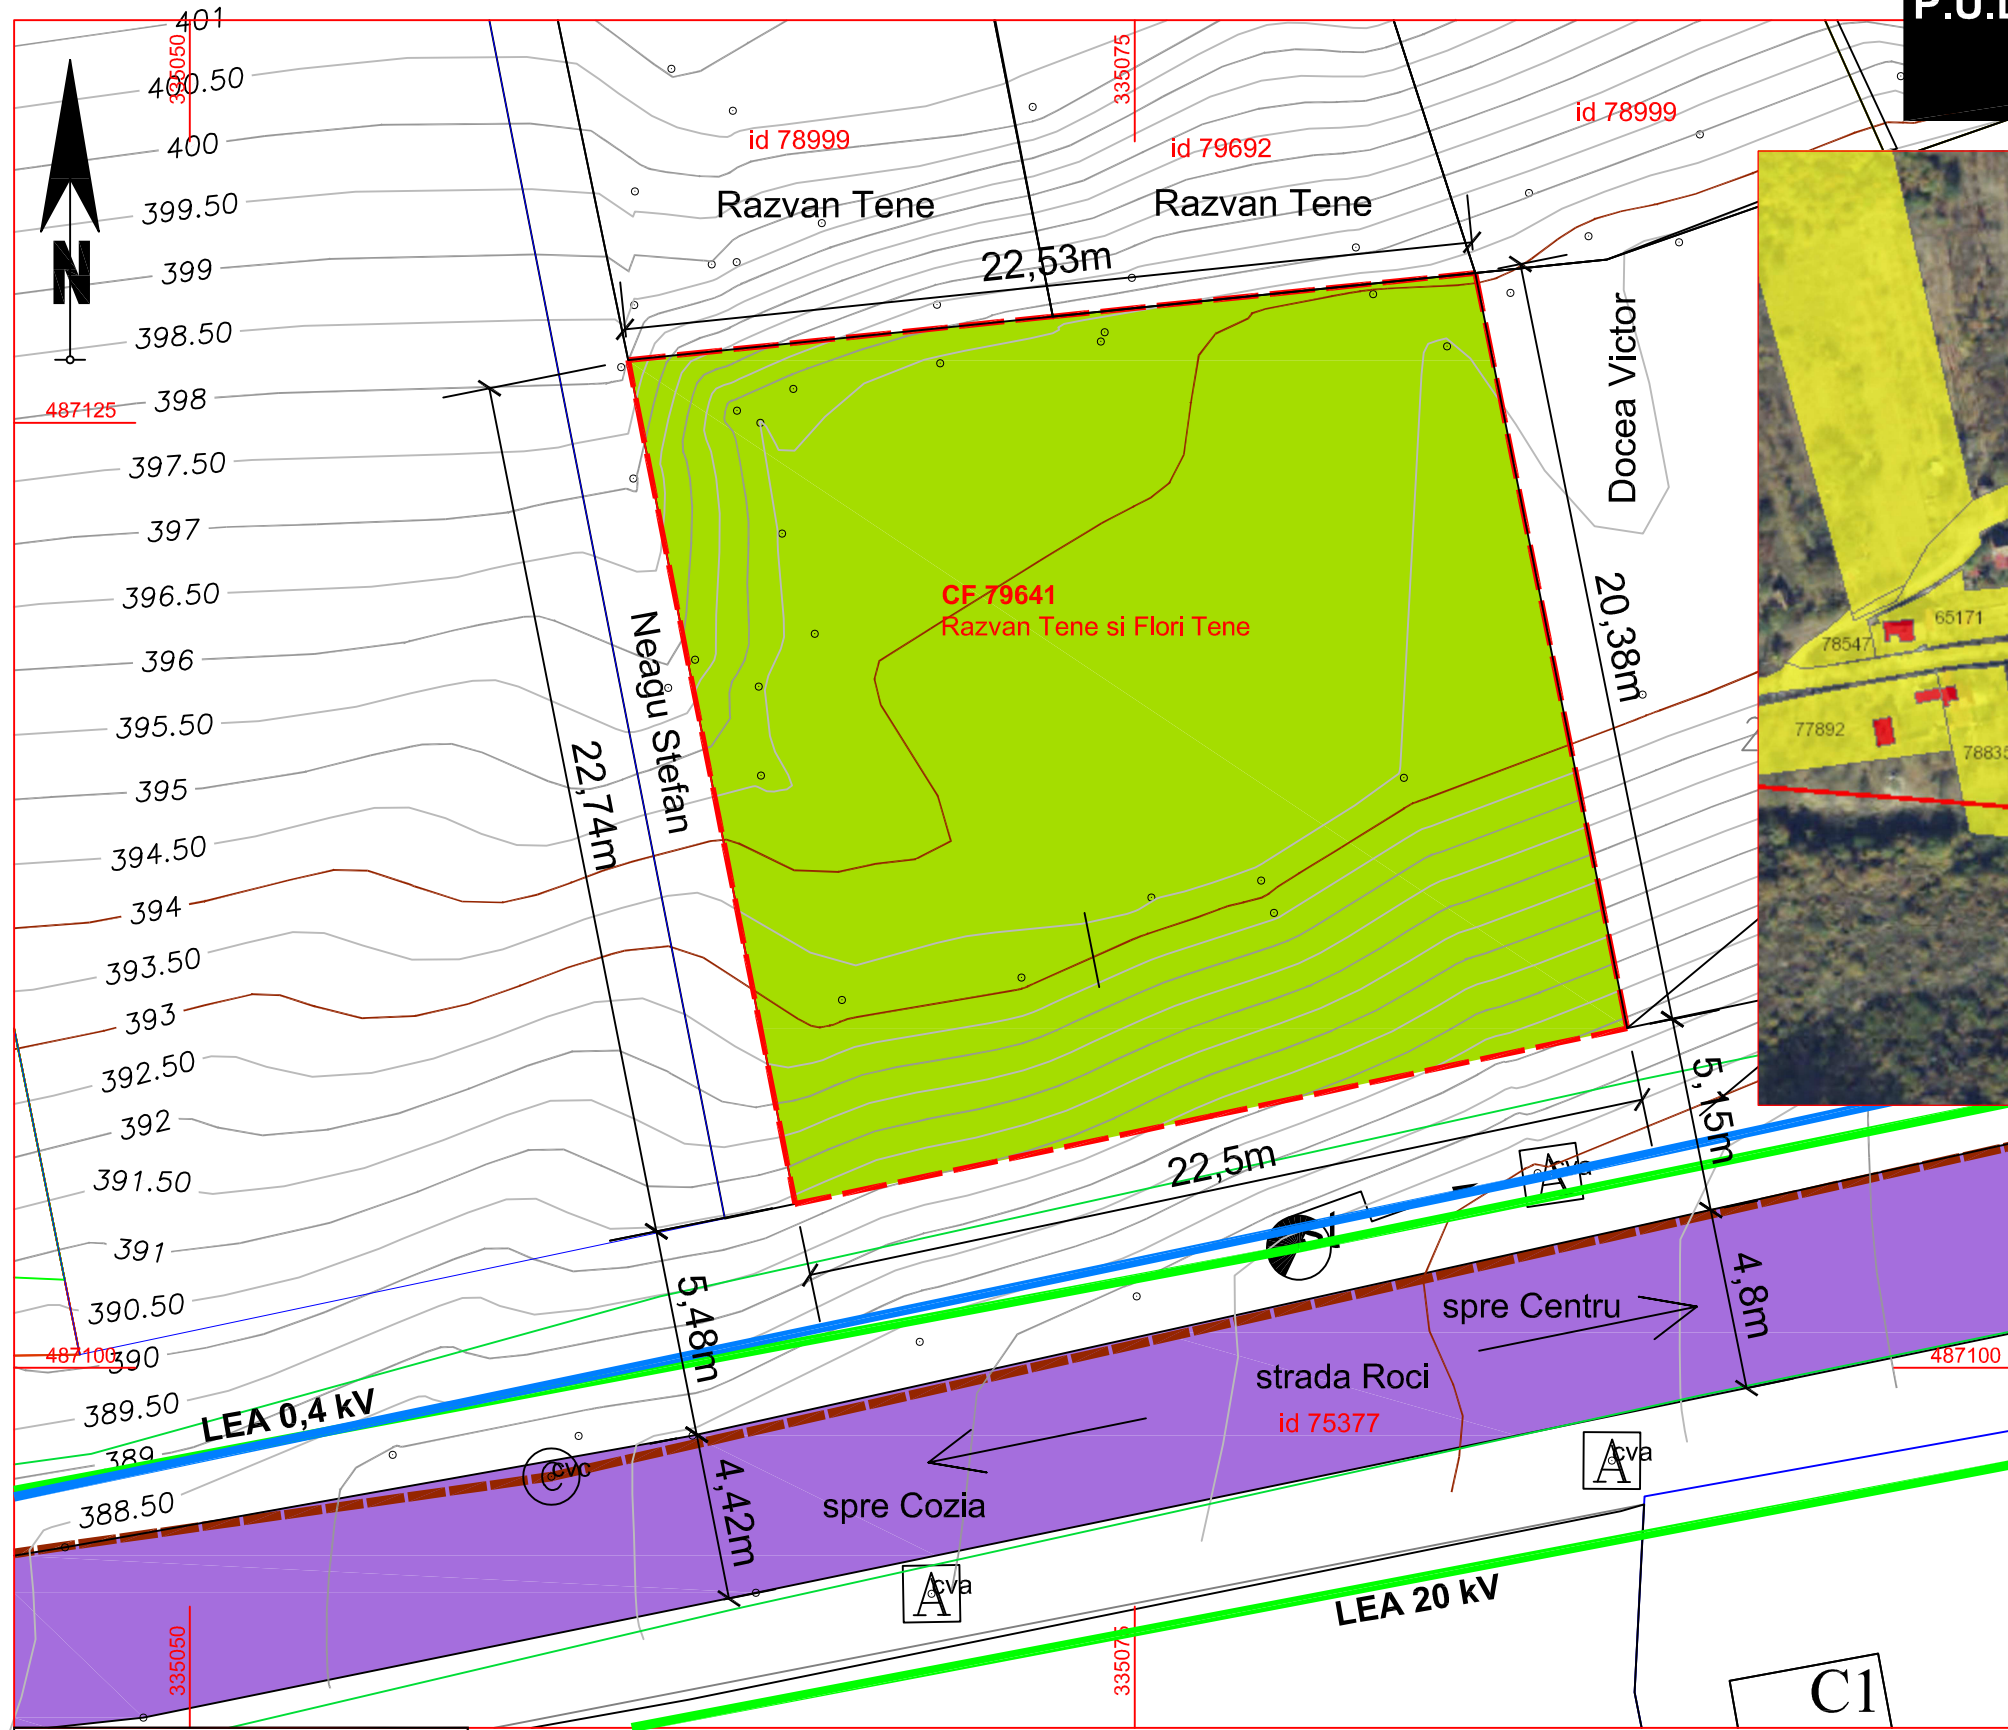 P.U.
401
335050
335075
400.50
id 78999
400
id 78999
id 79692
399.50
Razvan Tene
Razvan Tene
399
N
22,53m
398.50
Docea Victor
398
487125
397.50
397
396.50
CF 79641
Razvan Tene si Flori Tene
20,38m
65171
78547
396
Neagu Stefan
395.50
77892
78835
22,74m
395
394.50
394
393.50
393
392.50
5,15m
392
22,5m
cva
A
391.50
391
390.50
5,48m
spre Centru
4,8m
487100
390
487100
strada Roci
389.50
LEA 0,4 kV
id 75377
389
C
cvc
A
cva
388.50
4,42m
spre Cozia
A
cva
LEA 20 kV
335050
335075
C1